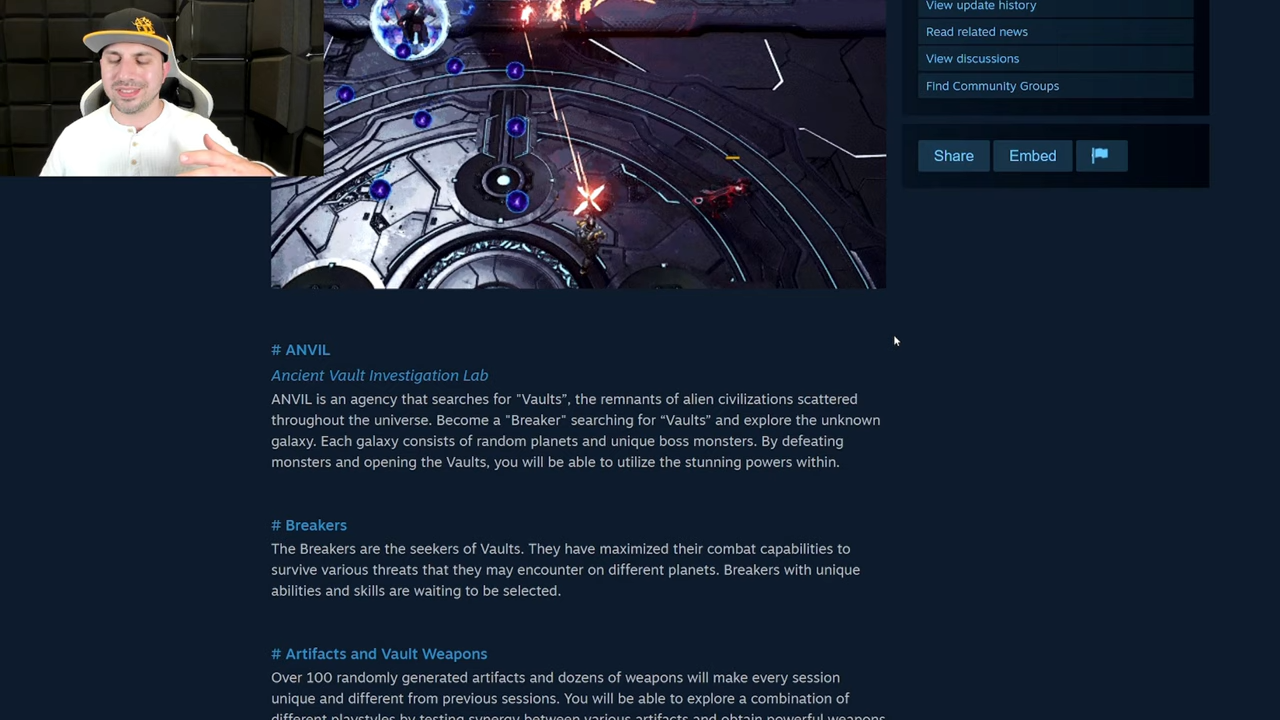 View update history
Read related news
View discussions
Find Community Groups
Share
Embed
# ANVIL
Ancient Vault Investigation Lab
ANVIL is an agency that searches for "Vaults”, the remnants of alien civilizations scattered
throughout the universe. Become a "Breaker" searching for “Vaults” and explore the unknown
galaxy. Each galaxy consists of random planets and unique boss monsters. By defeating
monsters and opening the Vaults, you will be able to utilize the stunning powers within.
# Breakers
The Breakers are the seekers of Vaults. They have maximized their combat capabilities to
survive various threats that they may encounter on different planets. Breakers with unique
abilities and skills are waiting to be selected.
# Artifacts and Vault Weapons
Over 100 randomly generated artifacts and dozens of weapons will make every session
unique and different from previous sessions. You will be able to explore a combination of
different playstyles by testing synergy between various artifacts and obtain powerful weapons